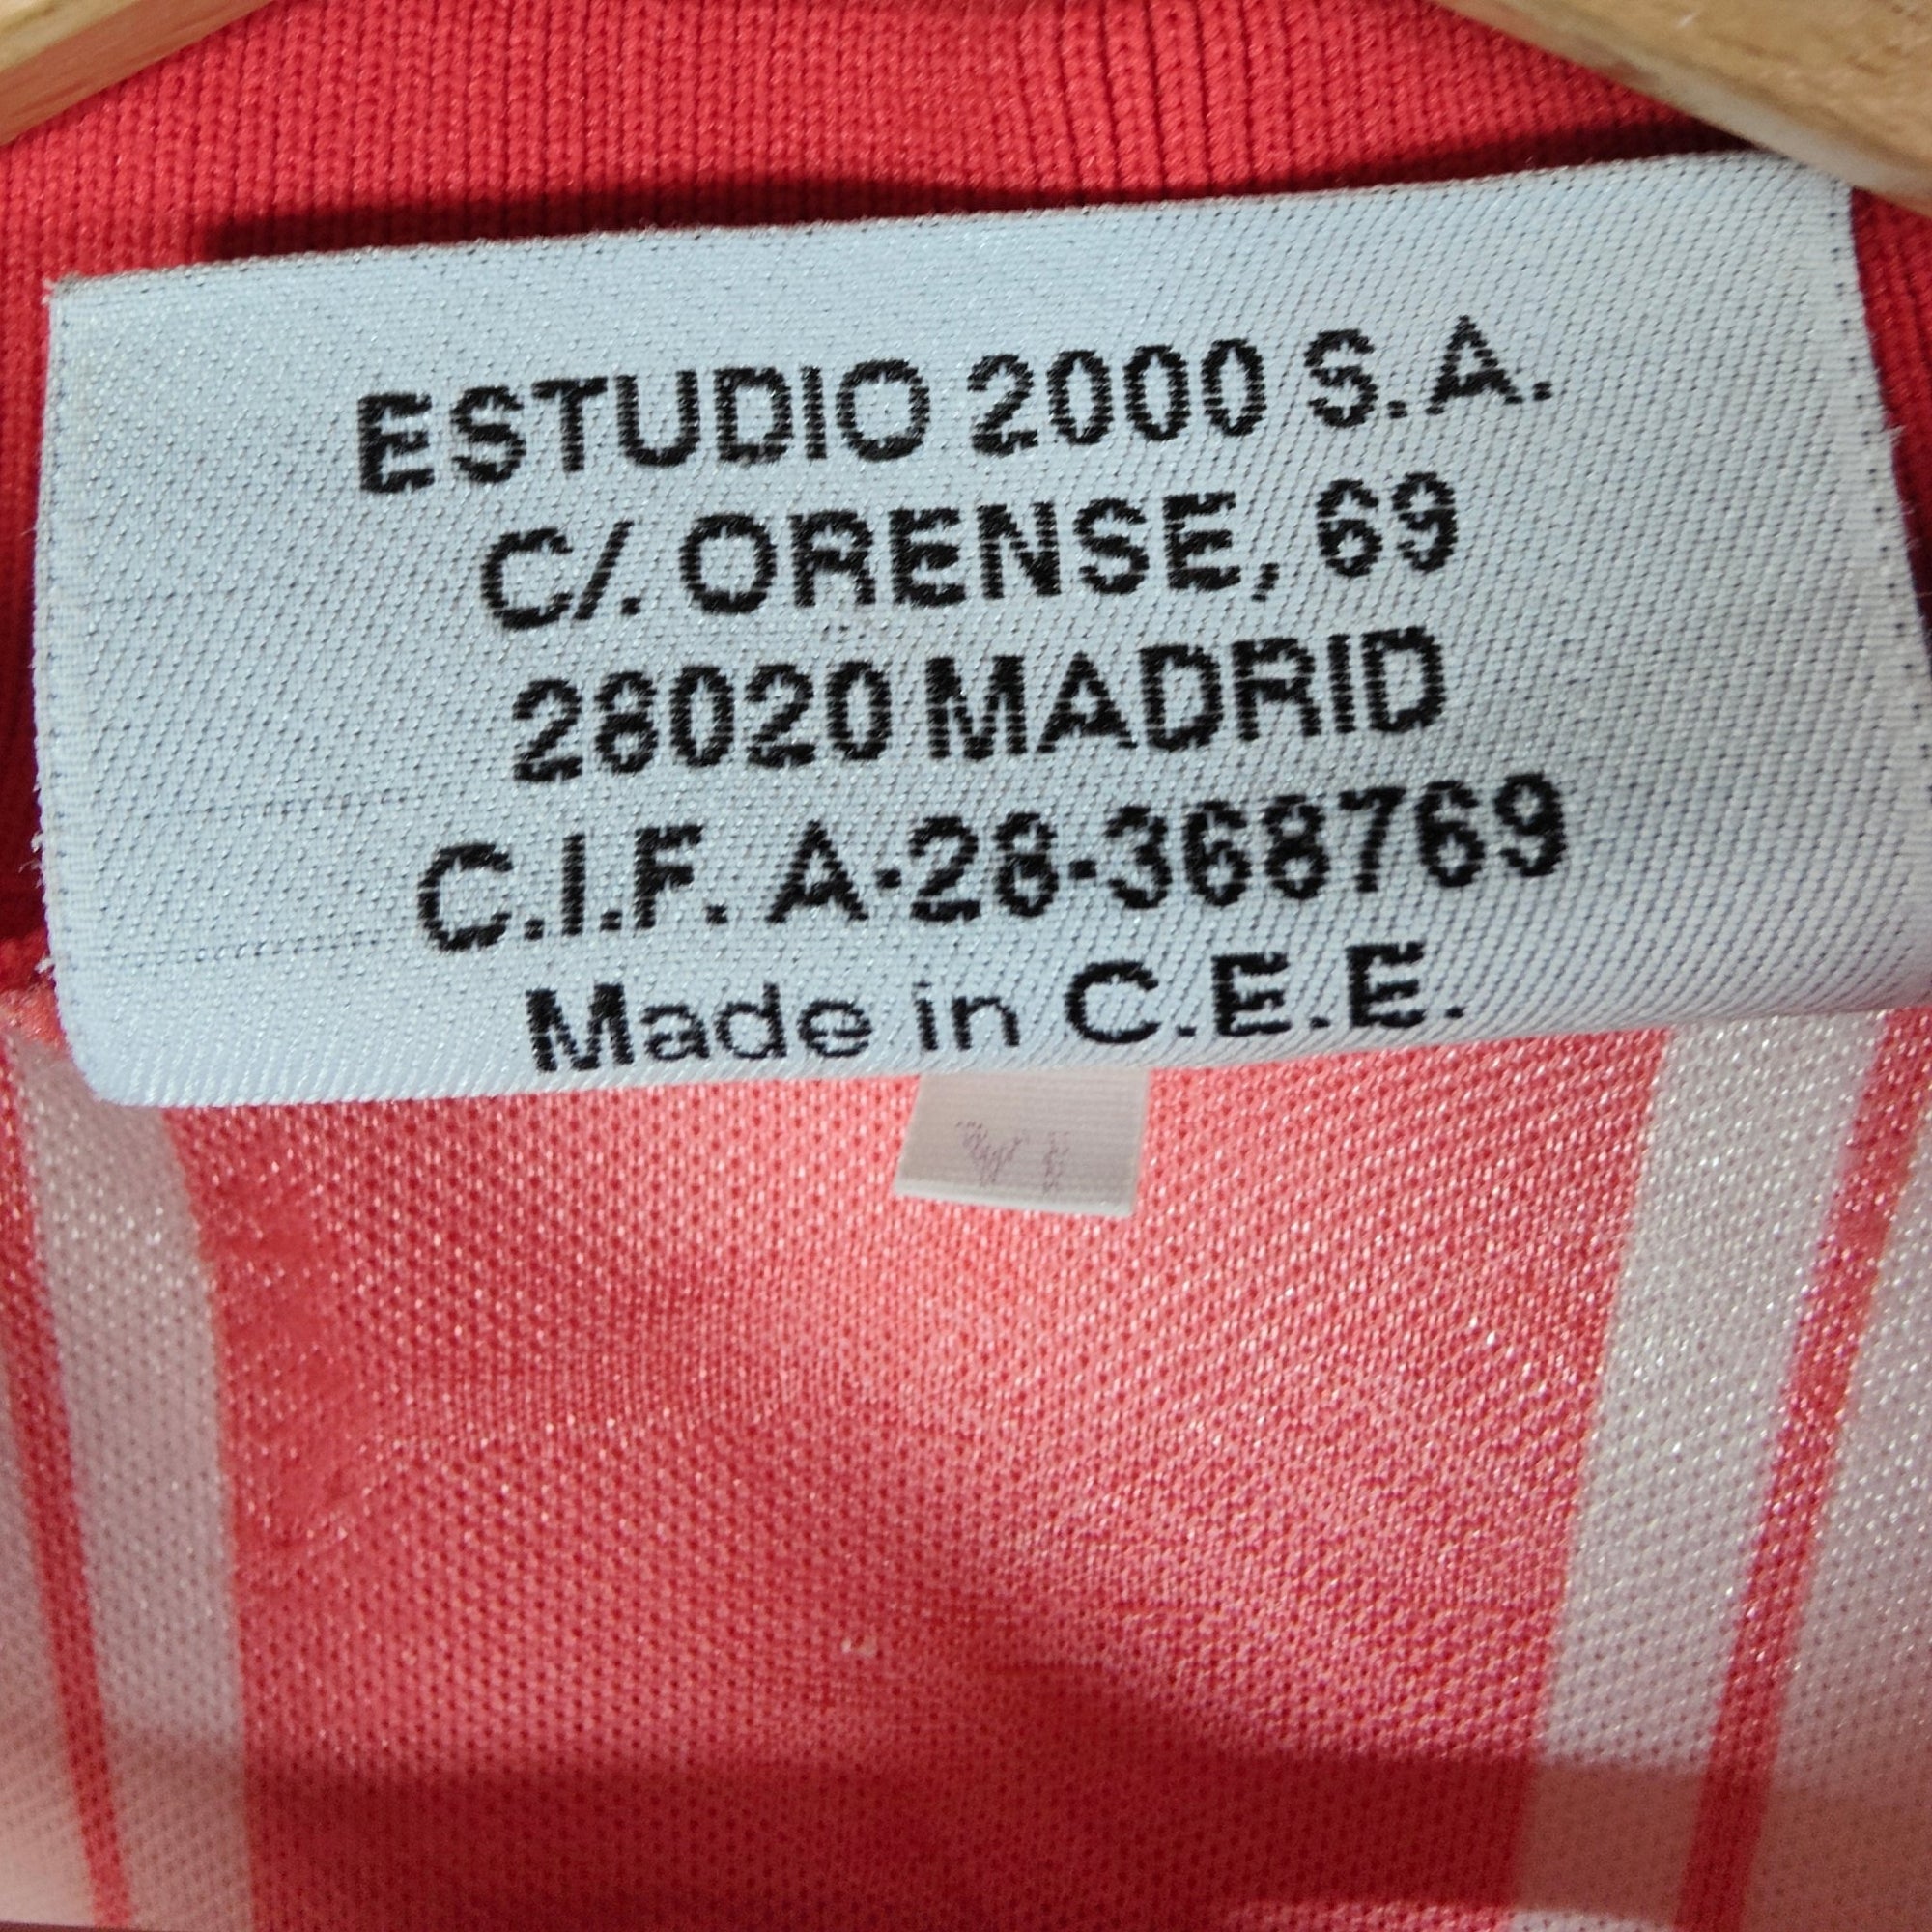 ESTUDIO 2000 S.A.
C/. ORENSE, 69
28020 MADRID
C.I.F. A-28-368769
Made in C.E.E.